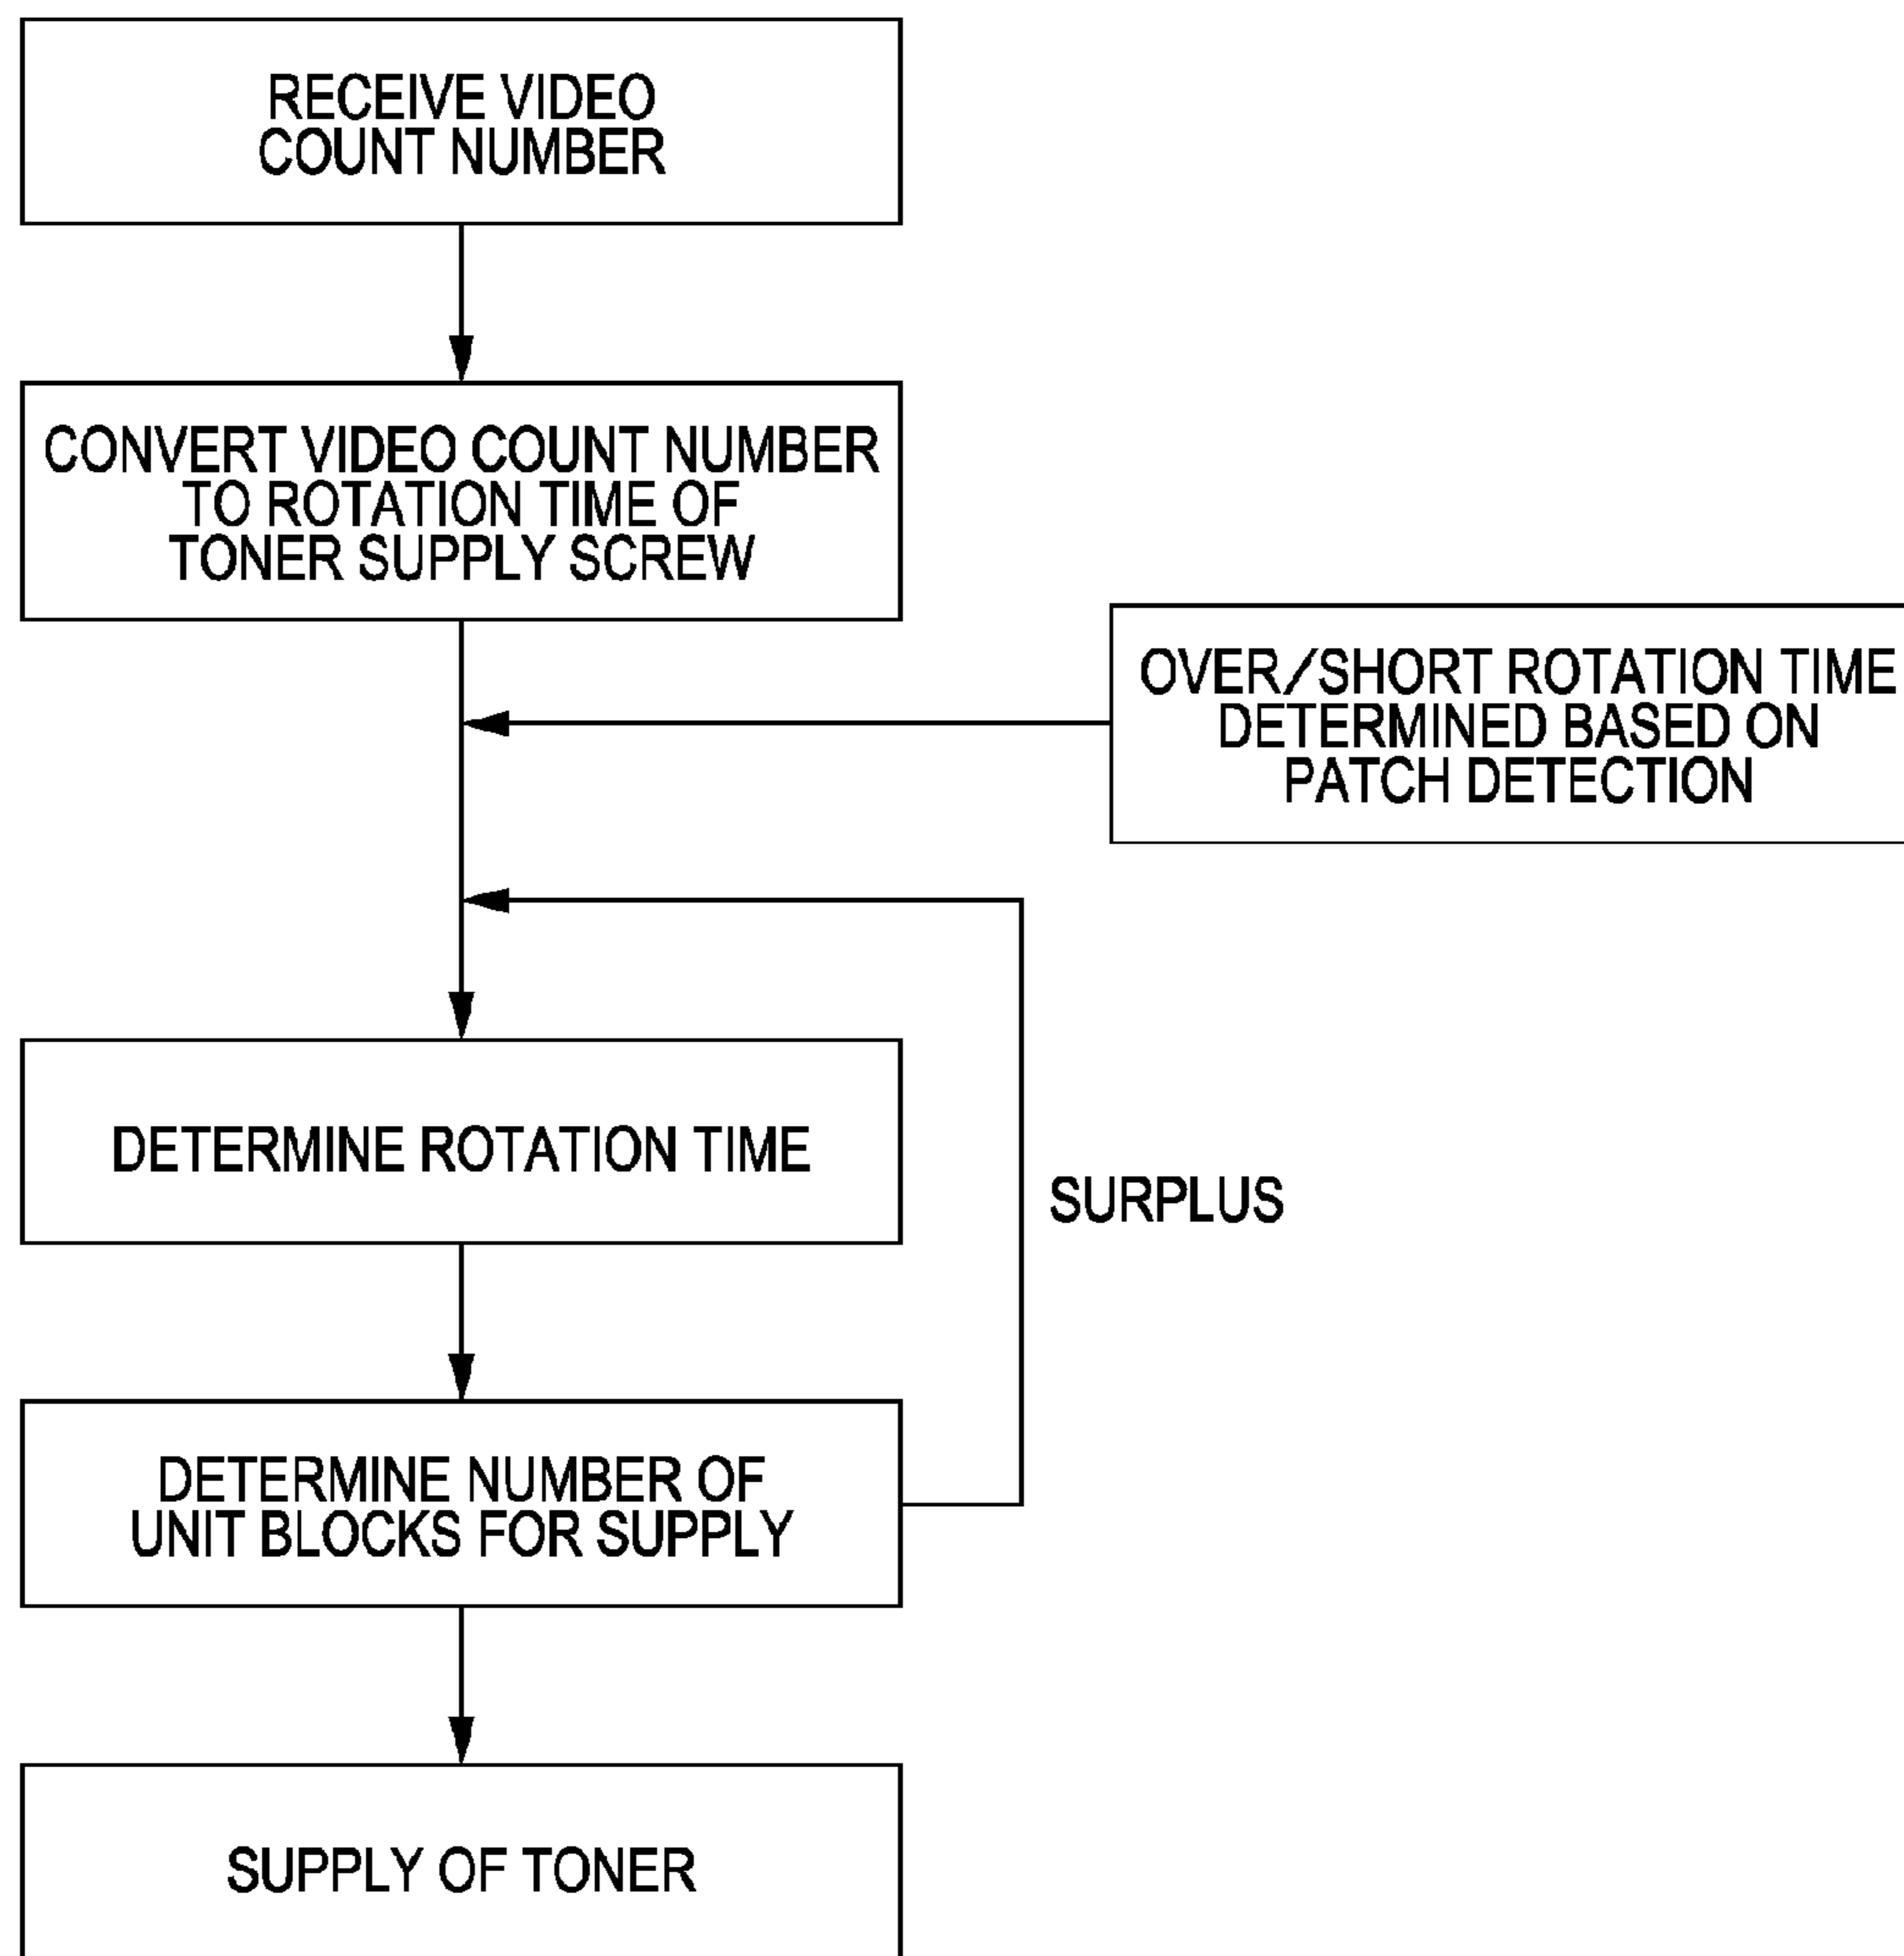 RECEIVE VIDEO
COUNT NUMBER
CONVERT VIDEO COUNT NUMBER
TO ROTATION TIME OF
TONER SUPPLY SCREW
OVER/SHORT ROTATION TIME
DETERMINED BASED ON
PATCH DETECTION
DETERMINE ROTATION TIME
SURPLUS
DETERMINE NUMBER OF
UNIT BLOCKS FOR SUPPLY
SUPPLY OF TONER